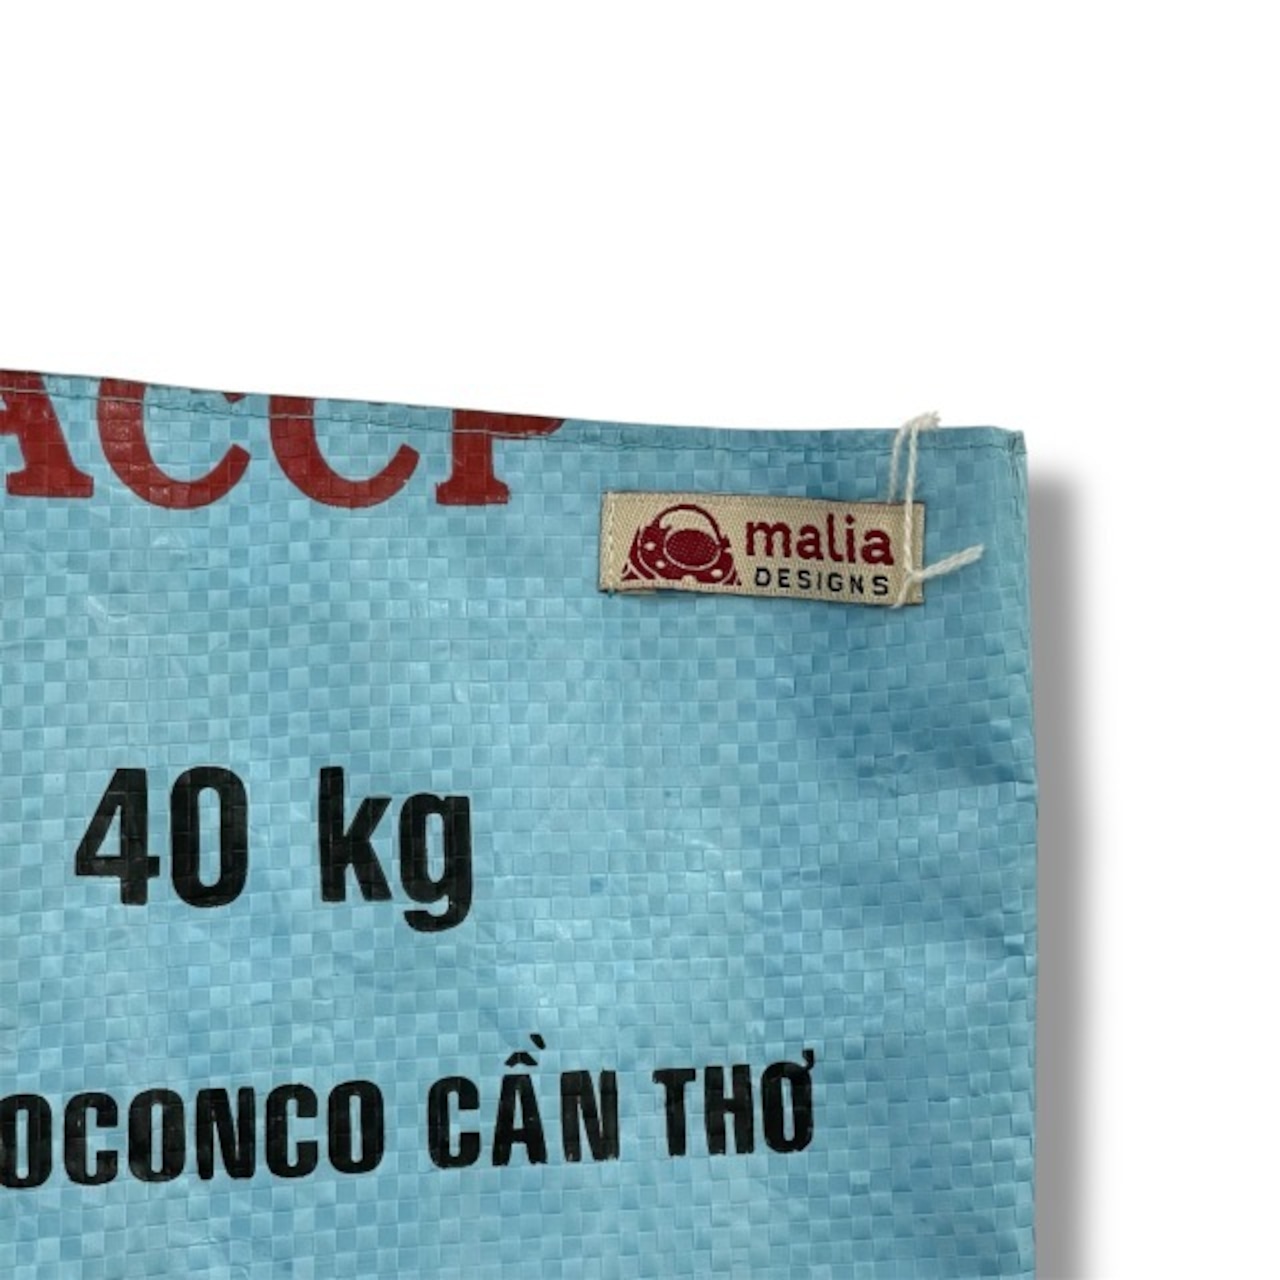 ACCP
malia
DESIGNS
40 kg
OCONCO CẦN THƠ